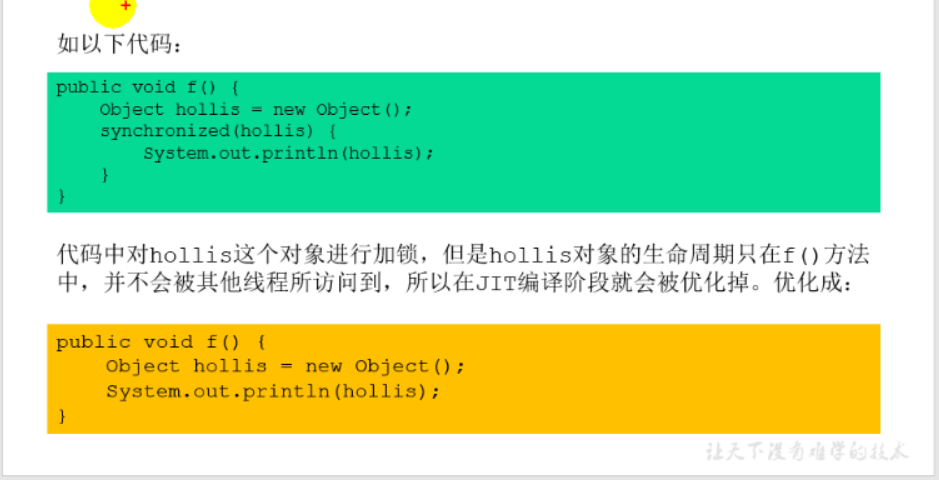 如以下代码：
public void f() {
    Object hollis = new Object();
    synchronized(hollis) {
        System.out.println(hollis);
    }
}
代码中对hollis这个对象进行加锁，但是hollis对象的生命周期只在f()方法
中，并不会被其他线程所访问到，所以在JIT编译阶段就会被优化掉。优化成：
public void f() {
    Object hollis = new Object();
    System.out.println(hollis);
}
让天下没有难学的技术